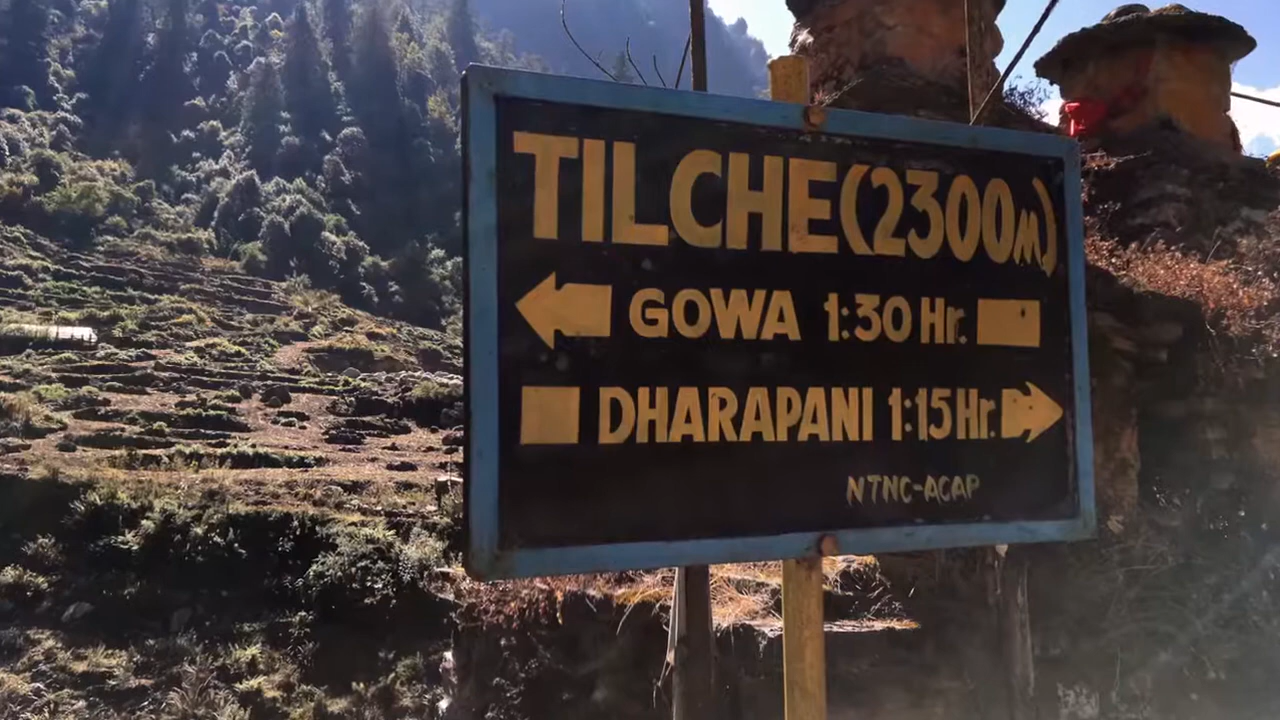 TILCHE(2300M)
GOWA 1:30 Hr.
DHARAPANI 1:15 Hr.
NTNC-ACAP